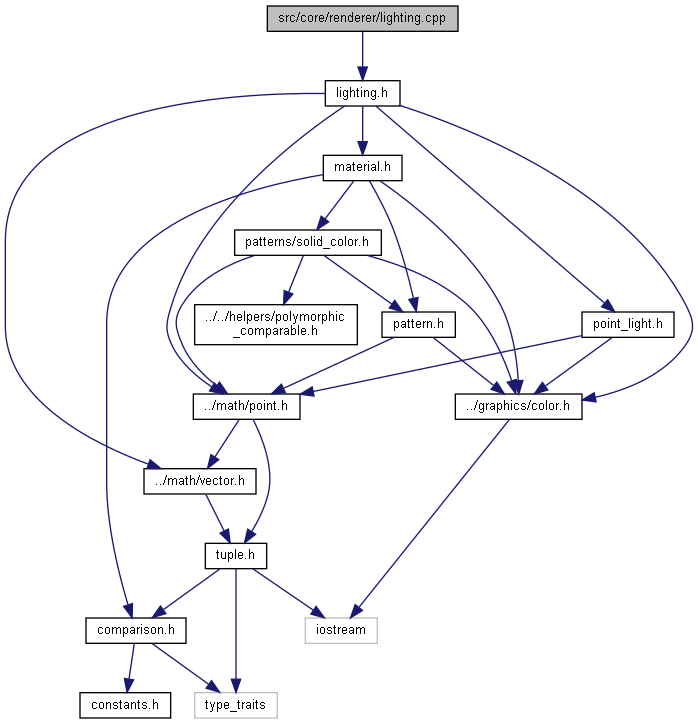 src/core/renderer/lighting.cpp
lighting.h
material.h
patterns/solid_color.h
../../helpers/polymorphic
_comparable.h
pattern.h
point_light.h
../math/point.h
../graphics/color.h
../math/vector.h
tuple.h
comparison.h
iostream
constants.h
type_traits